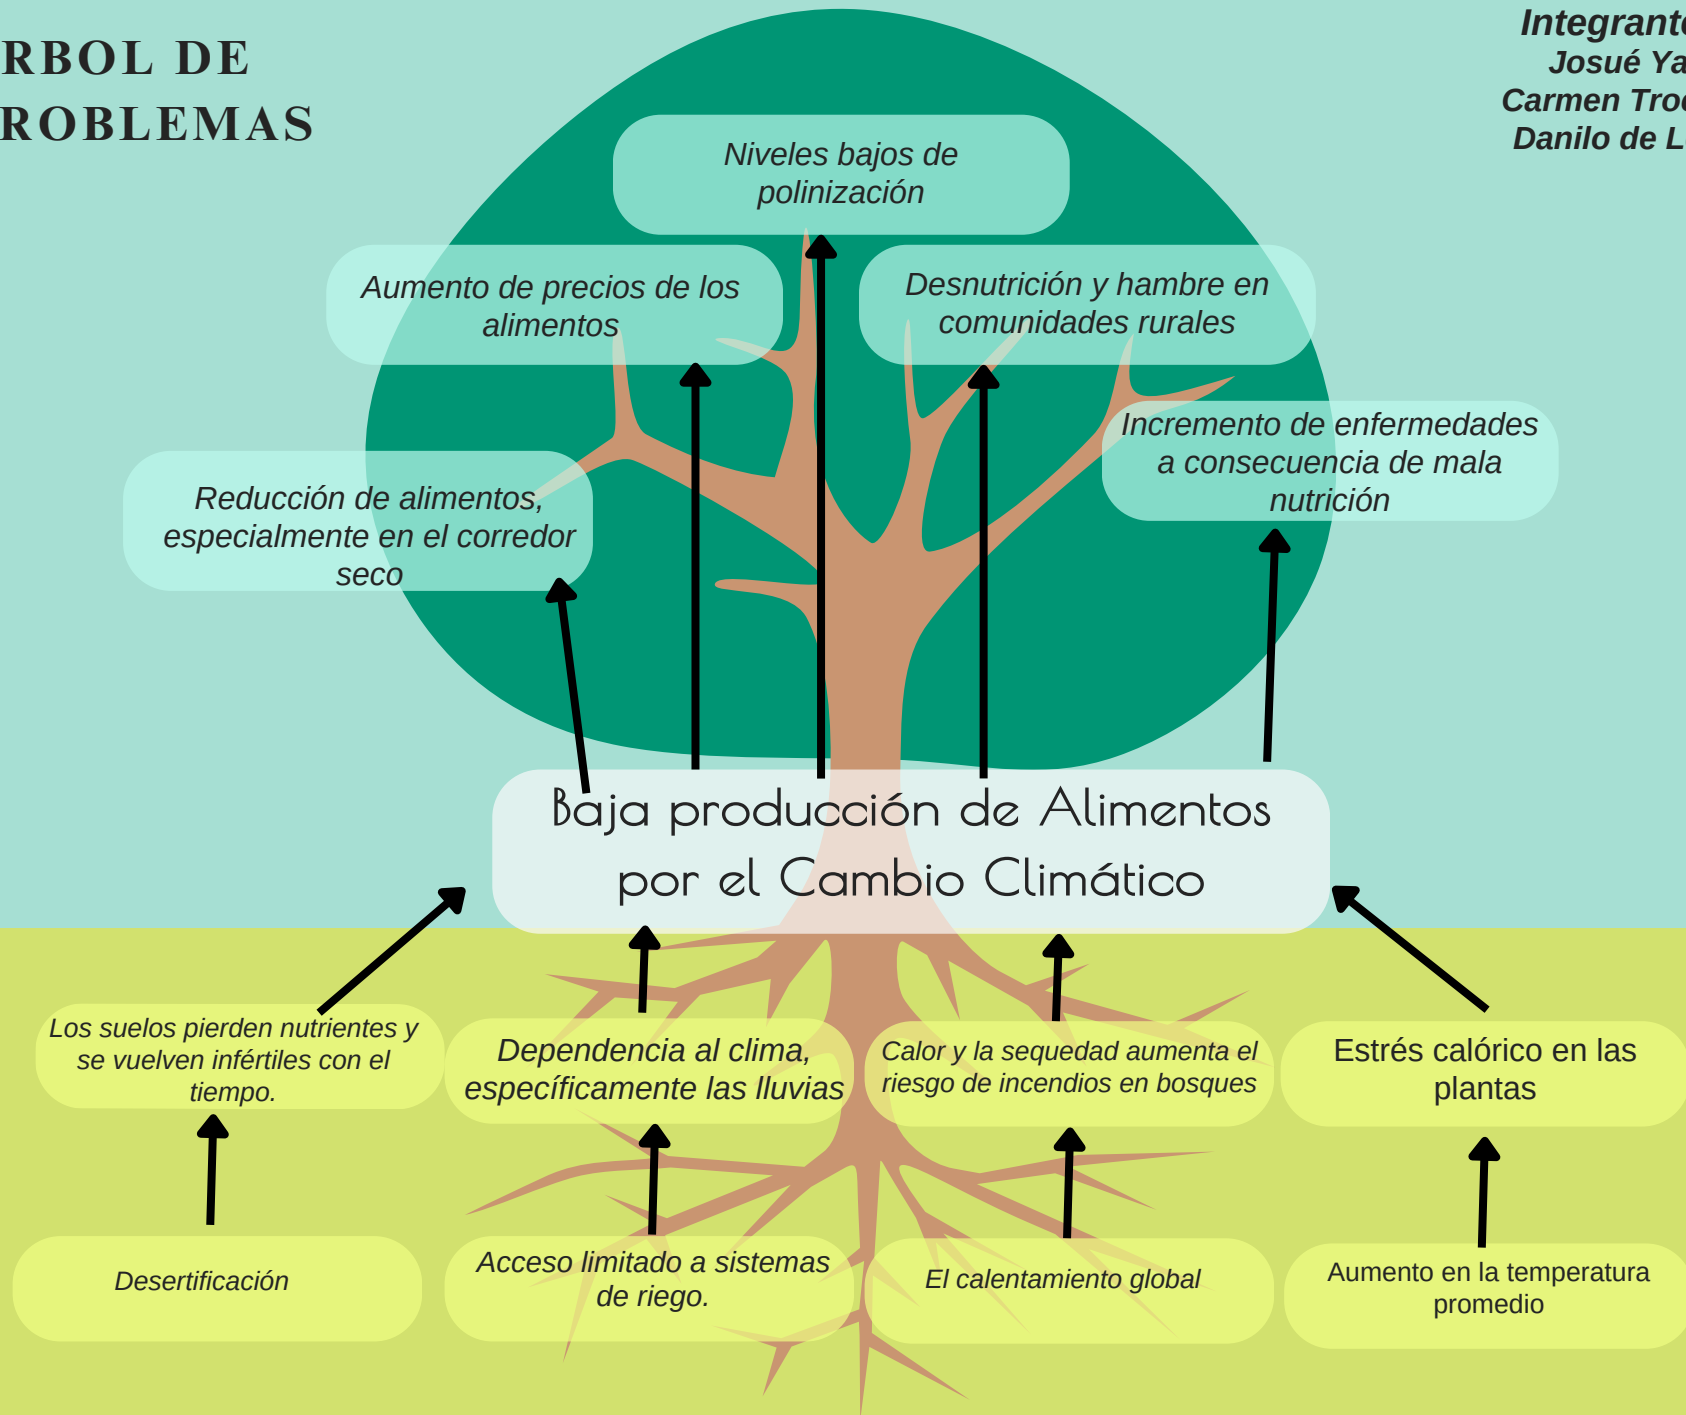 RBOL DE
ROBLEMAS
Integrante
Josué Ya
Carmen Troc
Danilo de L
Niveles bajos de
polinización
Aumento de precios de los
alimentos
Desnutrición y hambre en
comunidades rurales
Reducción de alimentos,
especialmente en el corredor
seco
Incremento de enfermedades
a consecuencia de mala
nutrición
Baja producción de Alimentos
por el Cambio Climático
Los suelos pierden nutrientes y
se vuelven infértiles con el
tiempo.
Dependencia al clima,
específicamente las lluvias
Calor y la sequedad aumenta el
riesgo de incendios en bosques
Estrés calórico en las
plantas
Desertificación
Acceso limitado a sistemas
de riego.
El calentamiento global
Aumento en la temperatura
promedio